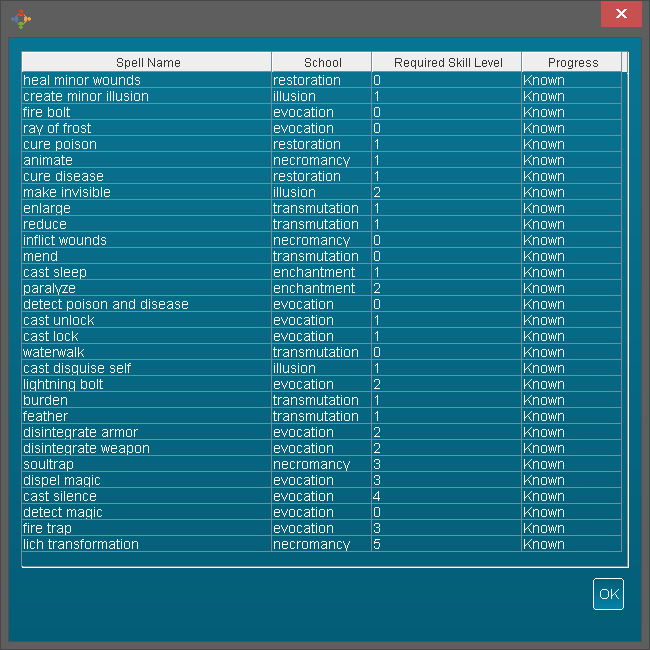 Spell Name School Required Skill Level Progress
heal minor wounds restoration 0 Known
create minor illusion illusion 1 Known
fire bolt evocation 0 Known
ray of frost evocation 0 Known
cure poison restoration 1 Known
animate necromancy 1 Known
cure disease restoration 1 Known
make invisible illusion 2 Known
enlarge transmutation 1 Known
reduce transmutation 1 Known
inflict wounds necromancy 0 Known
mend transmutation 0 Known
cast sleep enchantment 1 Known
paralyze enchantment 2 Known
detect poison and disease evocation 0 Known
cast unlock evocation 1 Known
cast lock evocation 1 Known
waterwalk transmutation 0 Known
cast disguise self illusion 1 Known
lightning bolt evocation 2 Known
burden transmutation 1 Known
feather transmutation 1 Known
disintegrate armor evocation 2 Known
disintegrate weapon evocation 2 Known
soultrap necromancy 3 Known
dispel magic evocation 3 Known
cast silence evocation 4 Known
detect magic evocation 0 Known
fire trap evocation 3 Known
lich transformation necromancy 5 Known
OK